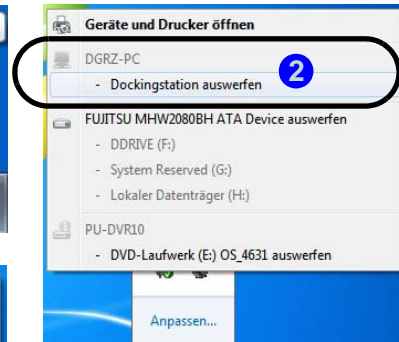 Geräte und Drucker öffnen
DGRZ-PC
- Dockingstation auswerfen
2
FUJITSU MHW2080BH ATA Device auswerfen
- DDRIVE (F:)
- System Reserved (G:)
- Lokaler Datenträger (H:)
PU-DVR10
- DVD-Laufwerk (E:) OS_4631 auswerfen
Anpassen...